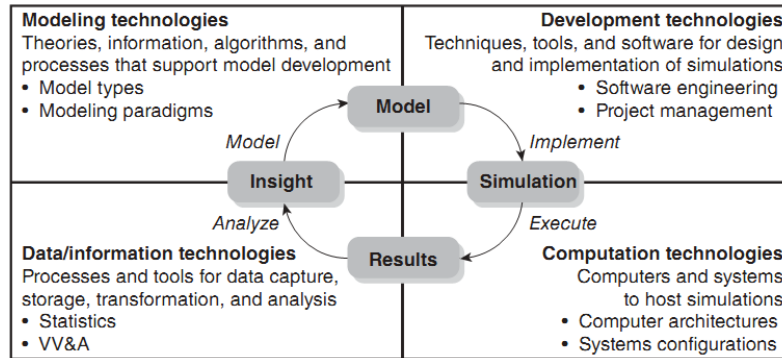 Modeling technologies
Theories, information, algorithms, and
processes that support model development
• Model types
• Modeling paradigms
Development technologies
Techniques, tools, and software for design
and implementation of simulations
• Software engineering
• Project management
Model
Model
Implement
Insight
Simulation
Analyze
Execute
Results
Data/information technologies
Processes and tools for data capture,
storage, transformation, and analysis
• Statistics
• VV&A
Computation technologies
Computers and systems
to host simulations
• Computer architectures
• Systems configurations